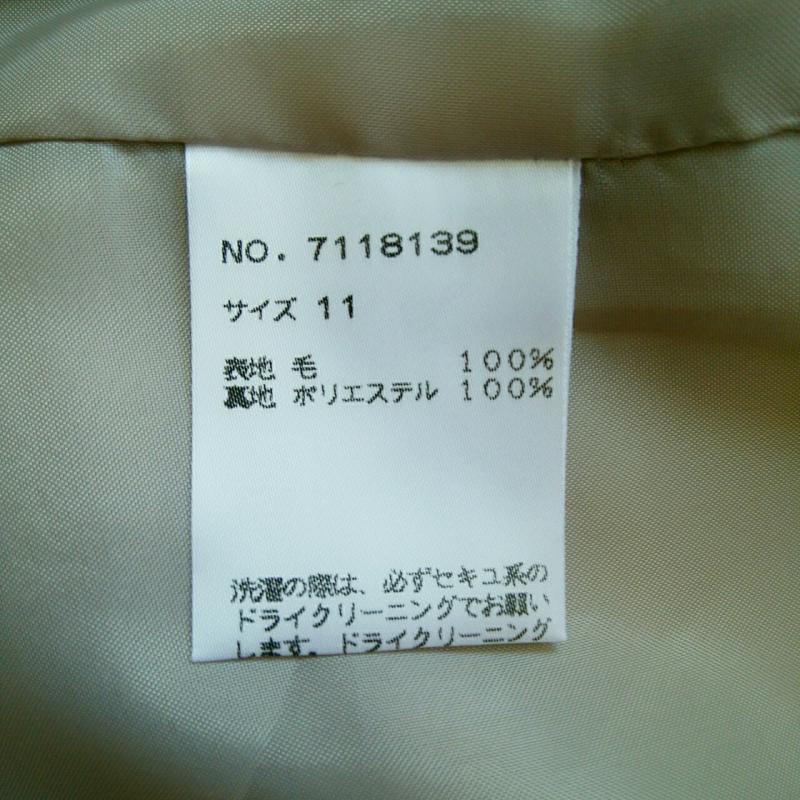 NO. 7118139
サイズ 11
表地 毛 100%
裏地 ポリエステル 100%
洗濯の際は、必ずセキユ系の
ドライクリーニングでお願い
します。ドライクリーニング